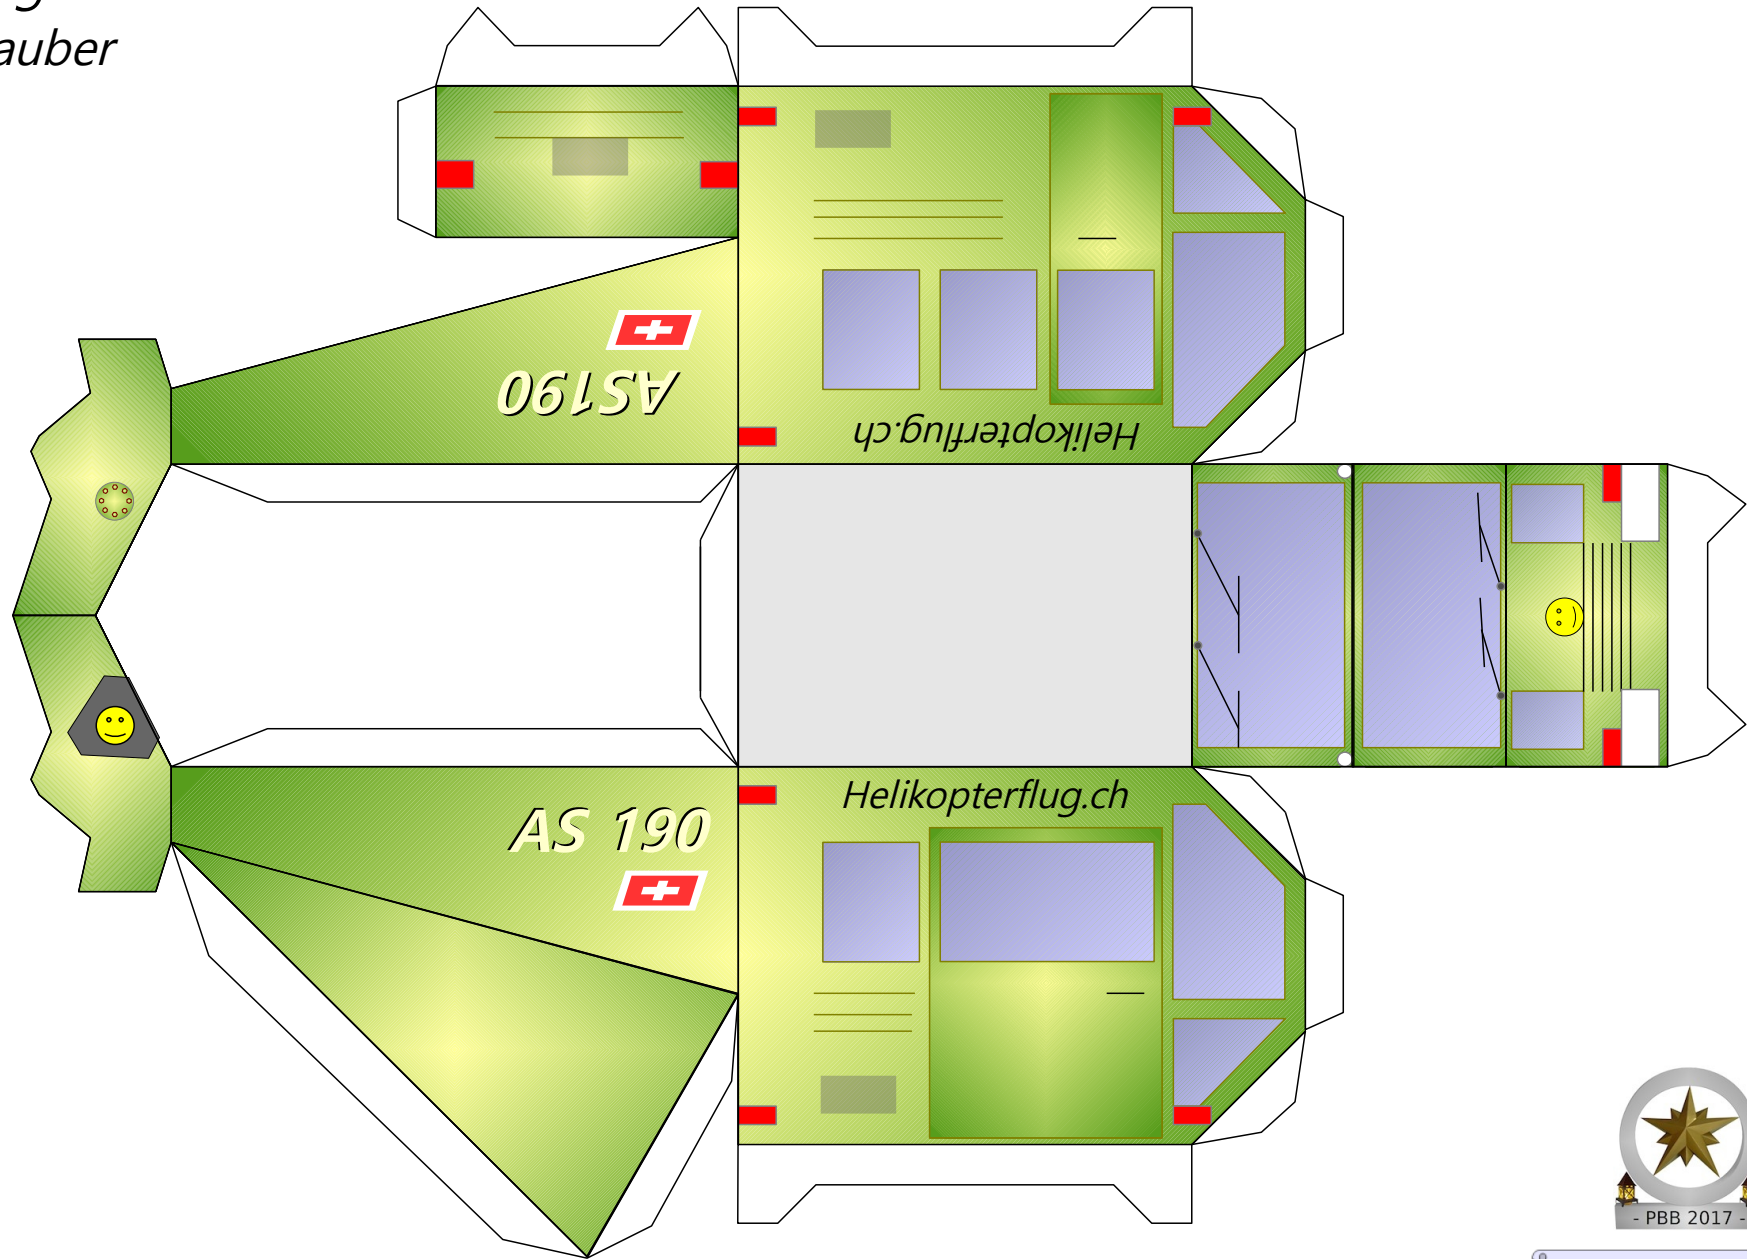 auber
AS190
Helikopterflug.ch
Helikopterflug.ch
AS 190
- PBB 2017 -